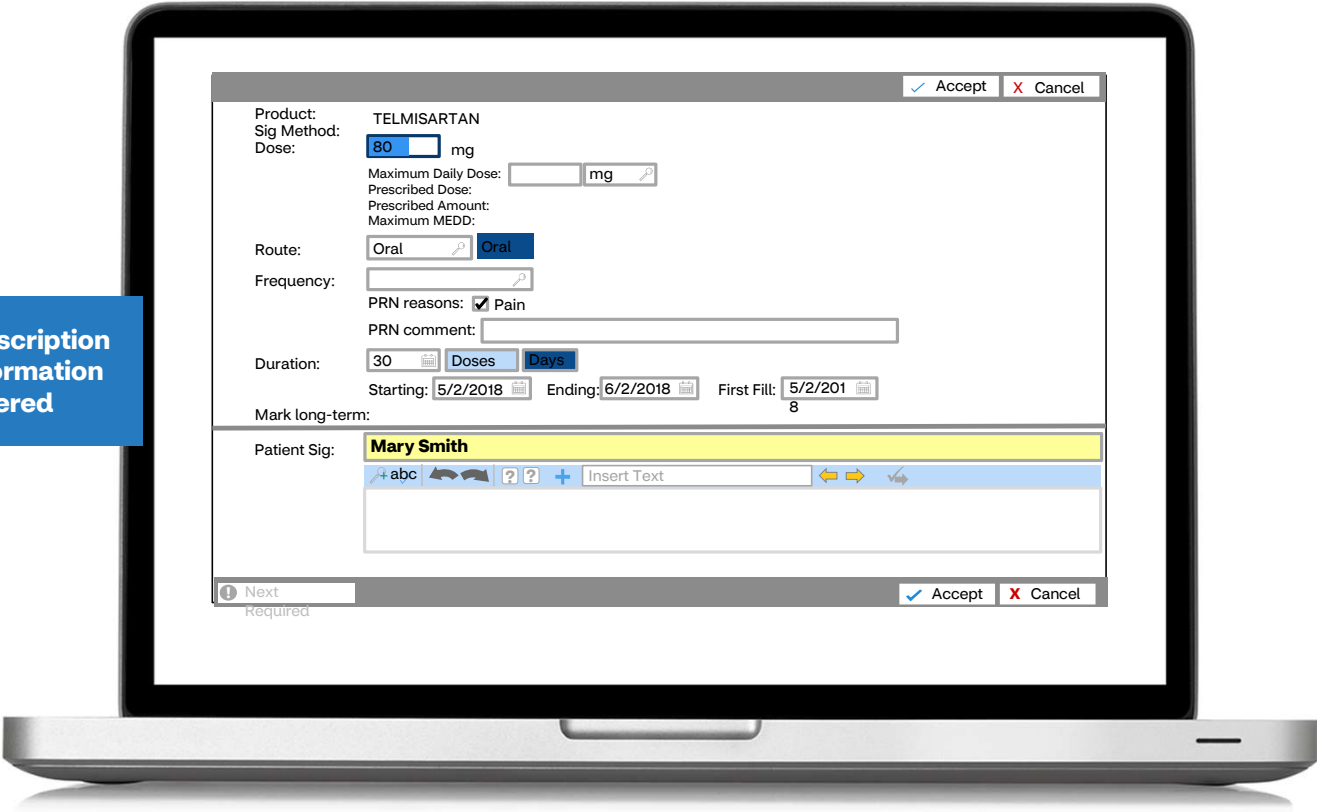 Accept X Cancel
Product: TELMISARTAN
Sig Method:
Dose: 80 mg
Maximum Daily Dose: mg
Prescribed Dose:
Prescribed Amount:
Maximum MEDD:
Route: Oral Oral
Frequency:
PRN reasons: Pain
PRN comment:
Duration: 30 Doses Days
Starting: 5/2/2018 Ending: 6/2/2018 First Fill: 5/2/201
8
Mark long-term:
Patient Sig: Mary Smith
abc ? ? Insert Text
Next
Required
Accept X Cancel
scription
ormation
ered